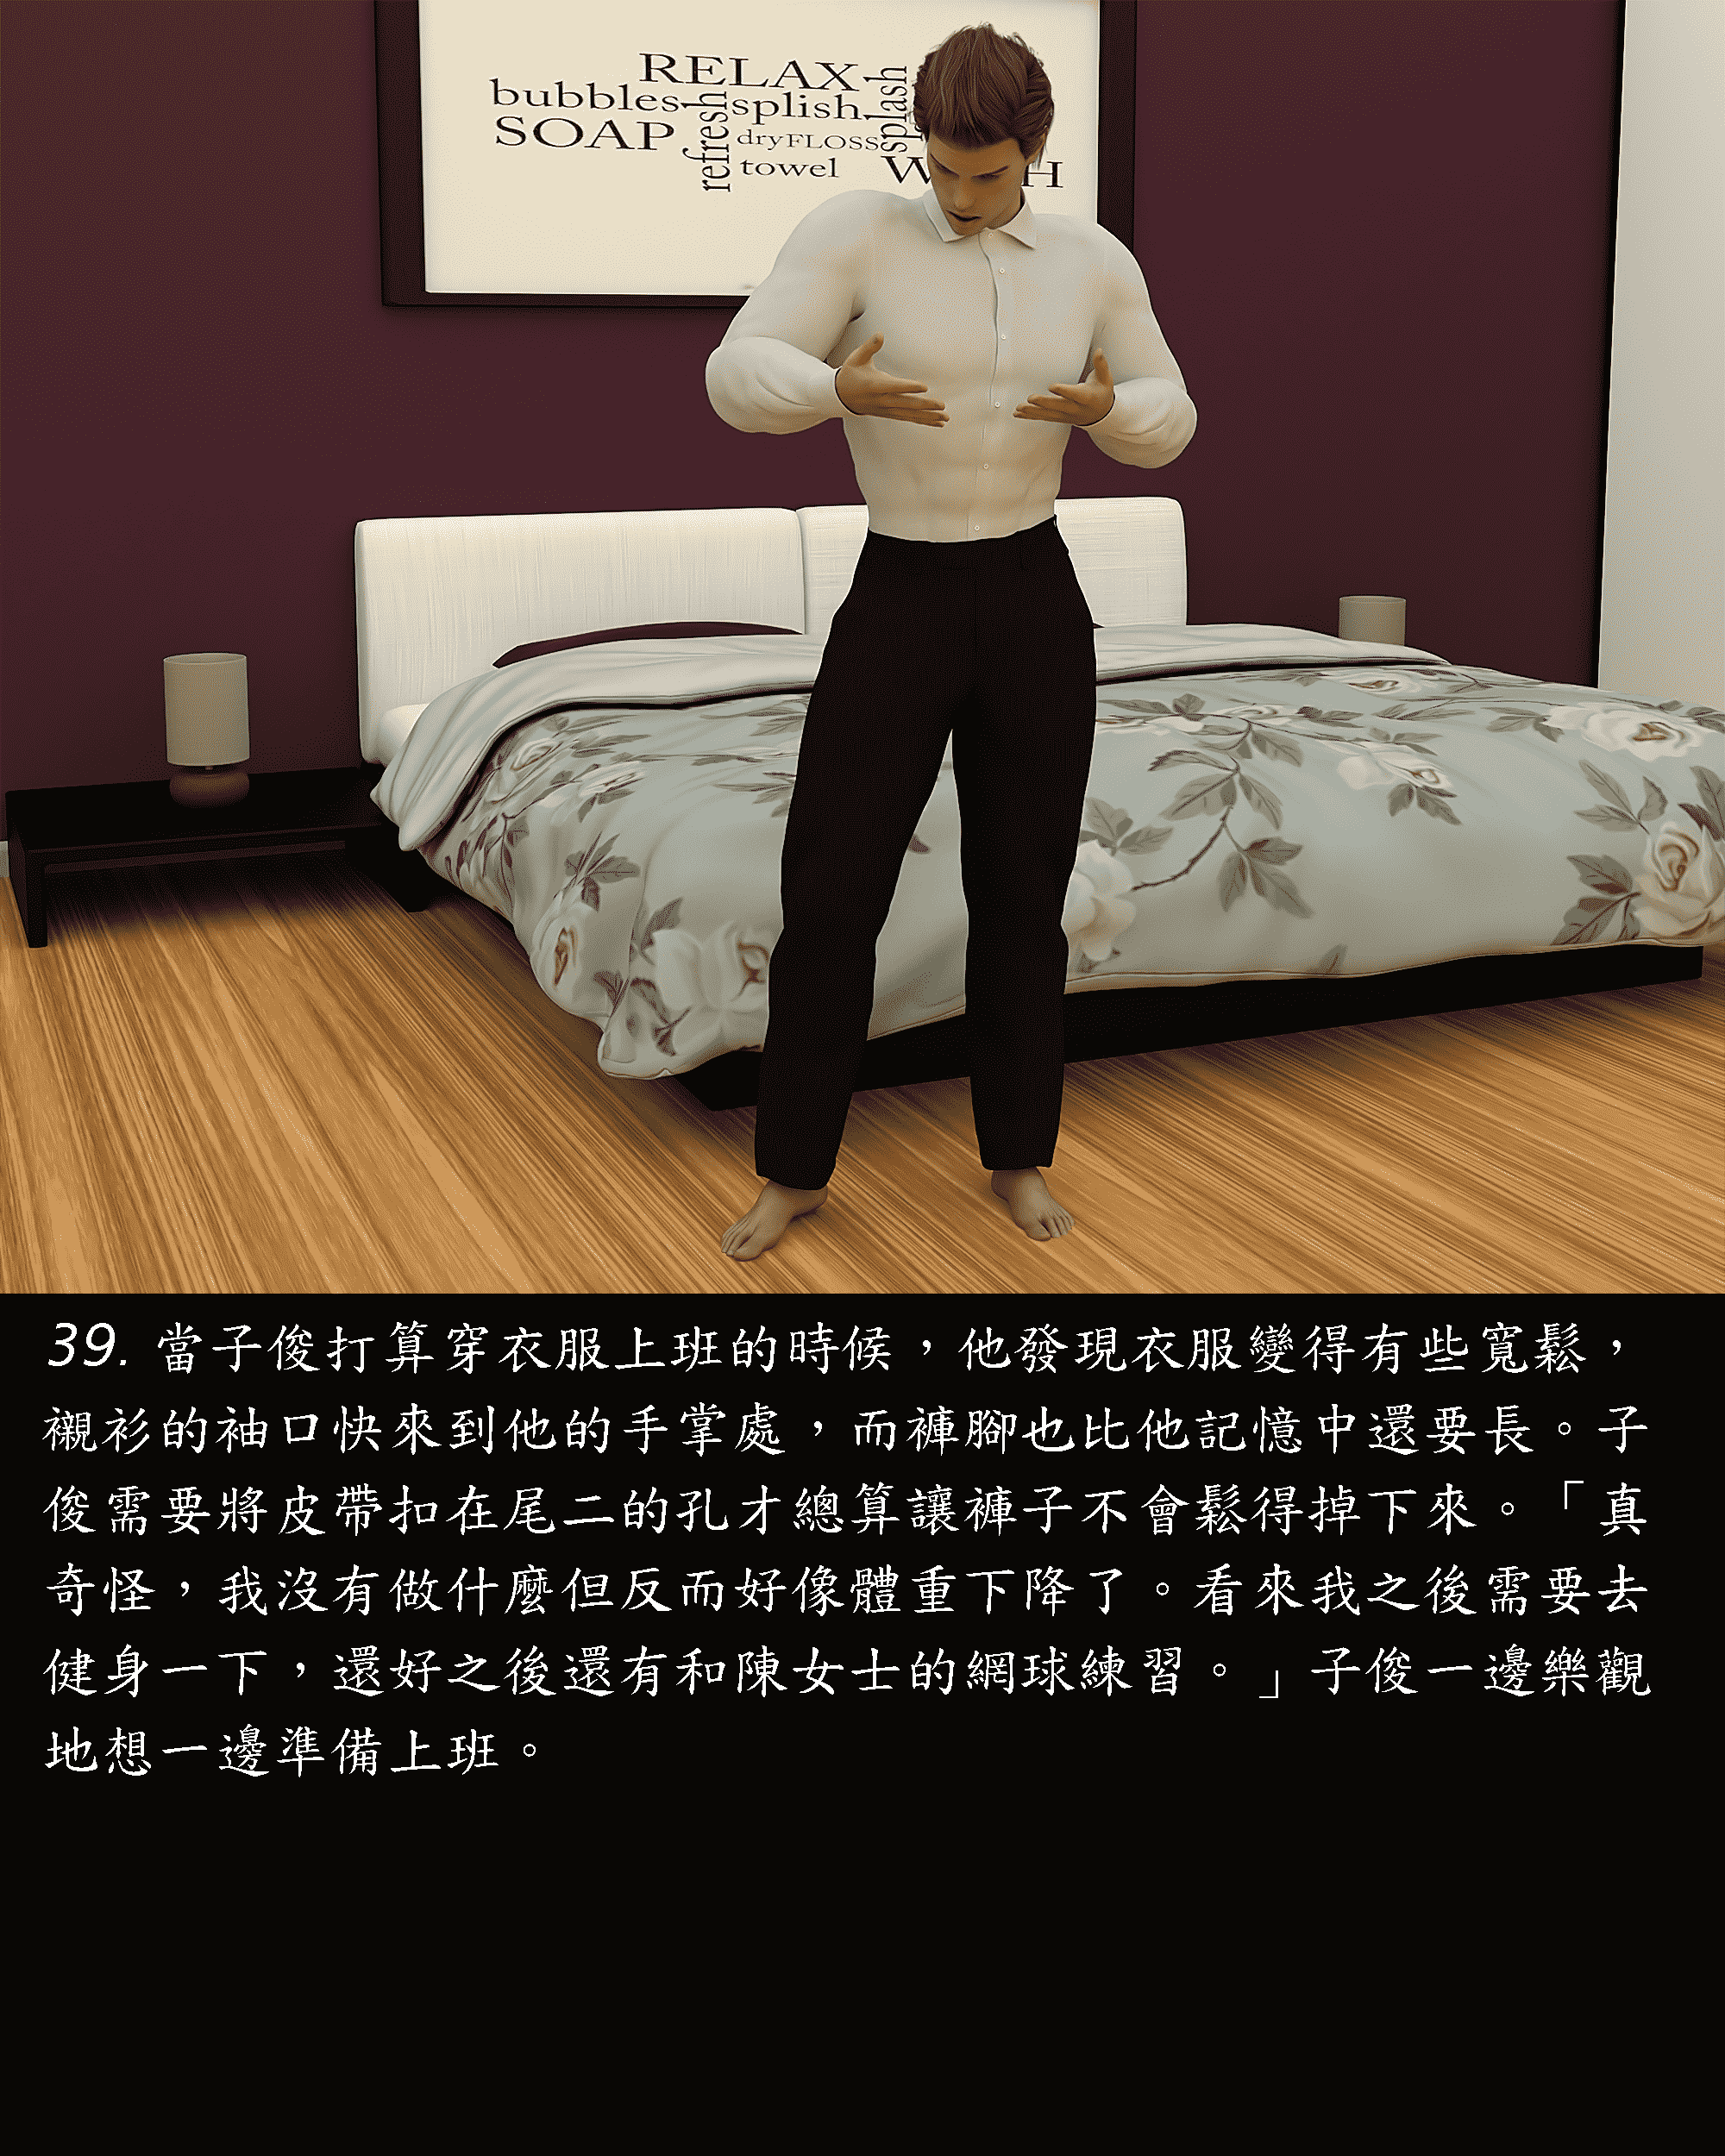 RELAX
bubbles splish splash
SOAP refresh dryFLOSS
towel
39. 當子俊打算穿衣服上班的時候，他發現衣服變得有些寬鬆，
襯衫的袖口快來到他的手掌處，而褲腳也比他記憶中還要長。子
俊需要將皮帶扣在尾二的孔才總算讓褲子不會鬆得掉下來。「真
奇怪，我沒有做什麼但反而好像體重下降了。看來我之後需要去
健身一下，還好之後還有和陳女士的網球練習。」子俊一邊樂觀
地想一邊準備上班。